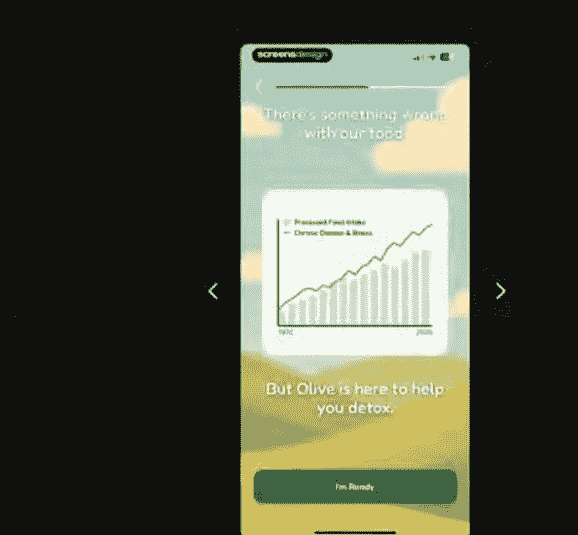 screensdesign
There's something wrong
with our food
Processed Food Intake
Chronic Disease & Illness
1970
But Olive is here to help
you detox.
I'm Ready